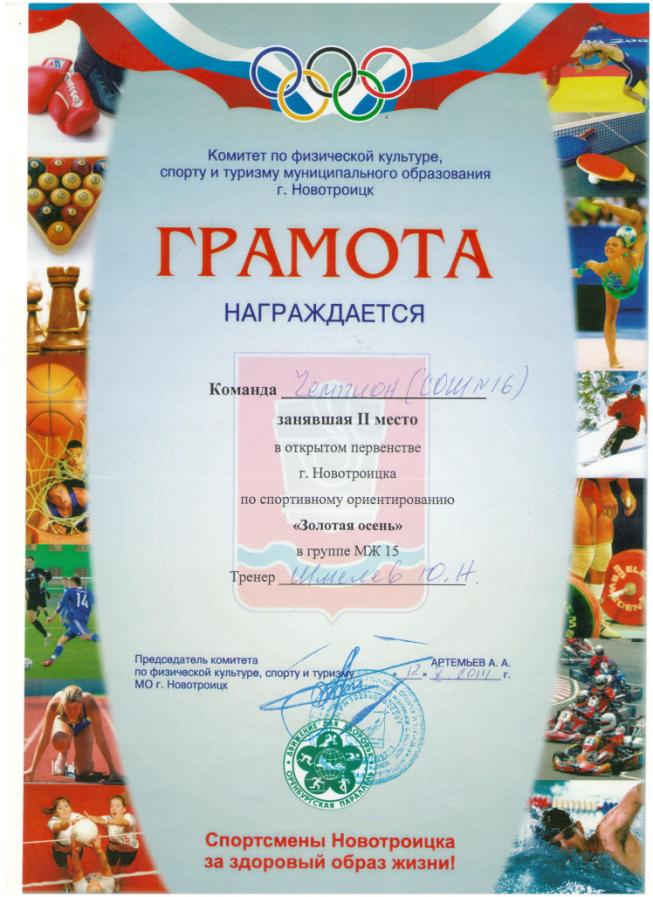 Комитет по физической культуре,
спорту и туризму муниципального образования
г. Новотроицк
ГРАМОТА
НАГРАЖДАЕТСЯ
Команда Чемпион (СОШ №16)
занявшая II место
в открытом первенстве
г. Новотроицка
по спортивному ориентированию
«Золотая осень»
в группе МЖ 15
Тренер Шмелев Ю.Н.
Председатель комитета
по физической культуре, спорту и туризму
МО г. Новотроицк
АРТЕМЬЕВ А. А.
"12" X 2014 г.
ОРЕНБУРГСКАЯ ПАРАЛЛЕЛЬ
Спортсмены Новотроицка
за здоровый образ жизни!